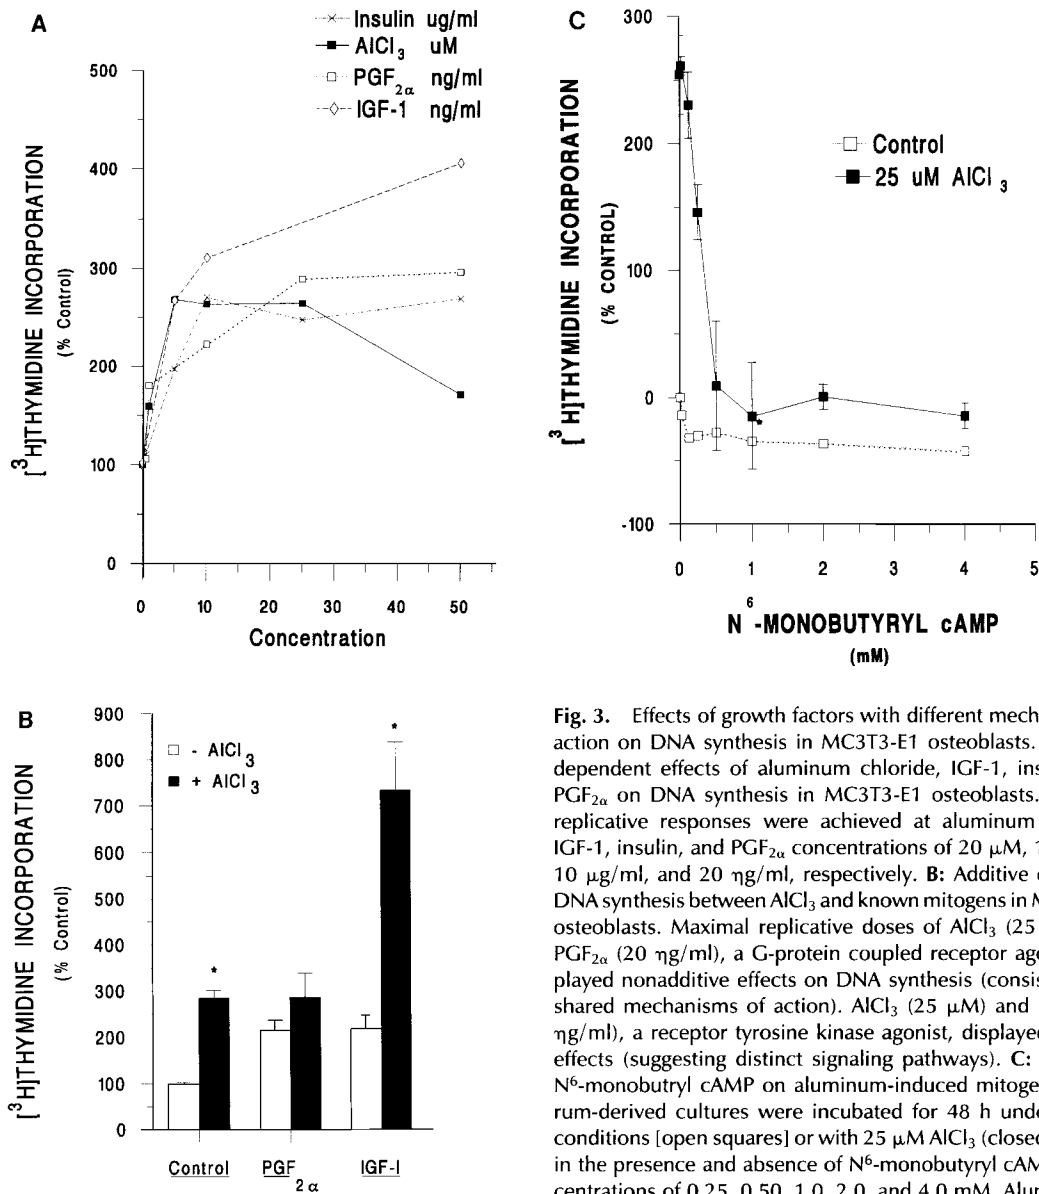 A
Insulin ug/ml
AlCl3 uM
PGF2α ng/ml
IGF-1 ng/ml
[3H]THYMIDINE INCORPORATION
(% Control)
500
400
300
200
100
0
0 10 20 30 40 50
Concentration
B
- AlCl3
+ AlCl3
[3H]THYMIDINE INCORPORATION
(% Control)
900
800
700
600
500
400
300
200
100
0
*
*
Control PGF2α IGF-I
C
Control
25 uM AlCl3
[3H]THYMIDINE INCORPORATION
(% CONTROL)
300
200
100
0
-100
*
0 1 2 3 4 5
N6-MONOBUTYRYL cAMP
(mM)
Fig. 3. Effects of growth factors with different mech
action on DNA synthesis in MC3T3-E1 osteoblasts.
dependent effects of aluminum chloride, IGF-1, ins
PGF2α on DNA synthesis in MC3T3-E1 osteoblasts.
replicative responses were achieved at aluminum
IGF-1, insulin, and PGF2α concentrations of 20 μM, 1
10 μg/ml, and 20 ηg/ml, respectively. B: Additive
DNA synthesis between AlCl3 and known mitogens in M
osteoblasts. Maximal replicative doses of AlCl3 (25
PGF2α (20 ηg/ml), a G-protein coupled receptor age
played nonadditive effects on DNA synthesis (consis
shared mechanisms of action). AlCl3 (25 μM) and
ηg/ml), a receptor tyrosine kinase agonist, displayed
effects (suggesting distinct signaling pathways). C:
N6-monobutryl cAMP on aluminum-induced mitoge
rum-derived cultures were incubated for 48 h unde
conditions [open squares] or with 25 μM AlCl3 (closed
in the presence and absence of N6-monobutyryl cAM
centrations of 0.25, 0.50, 1.0, 2.0, and 4.0 mM. Alum